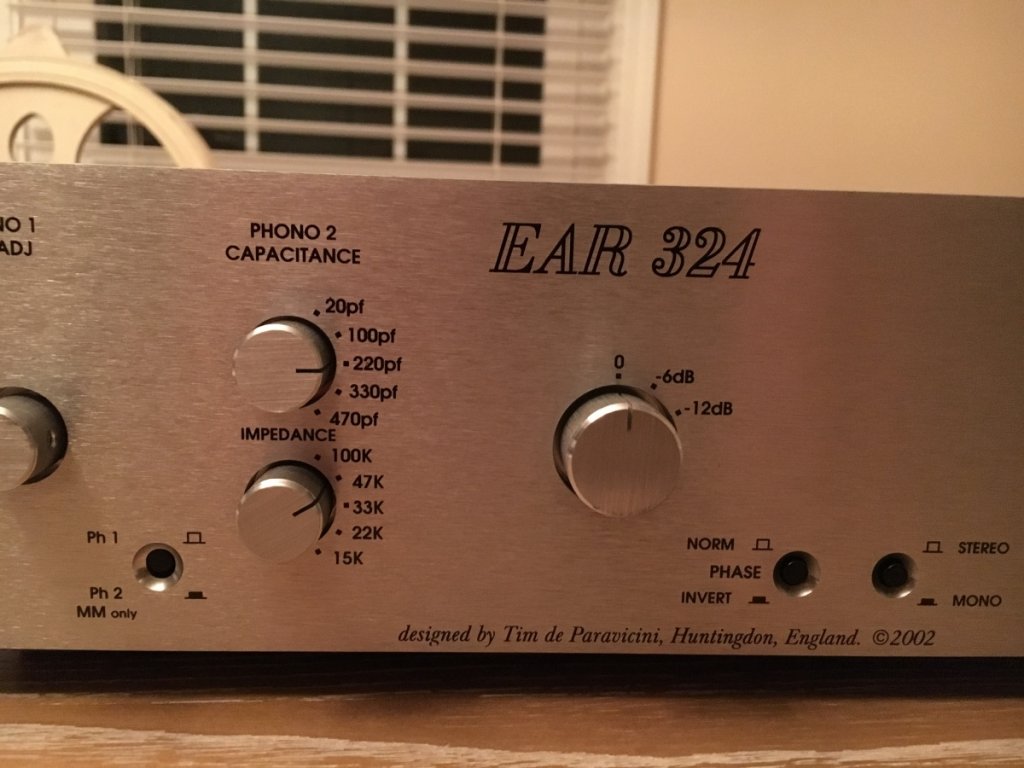 NO 1
ADJ
PHONO 2
CAPACITANCE
20pf
100pf
220pf
330pf
470pf
IMPEDANCE
100K
47K
33K
22K
15K
Ph 1
Ph 2
MM only
EAR 324
0
-6dB
-12dB
NORM
PHASE
INVERT
STEREO
MONO
designed by Tim de Paravicini, Huntingdon, England. ©2002